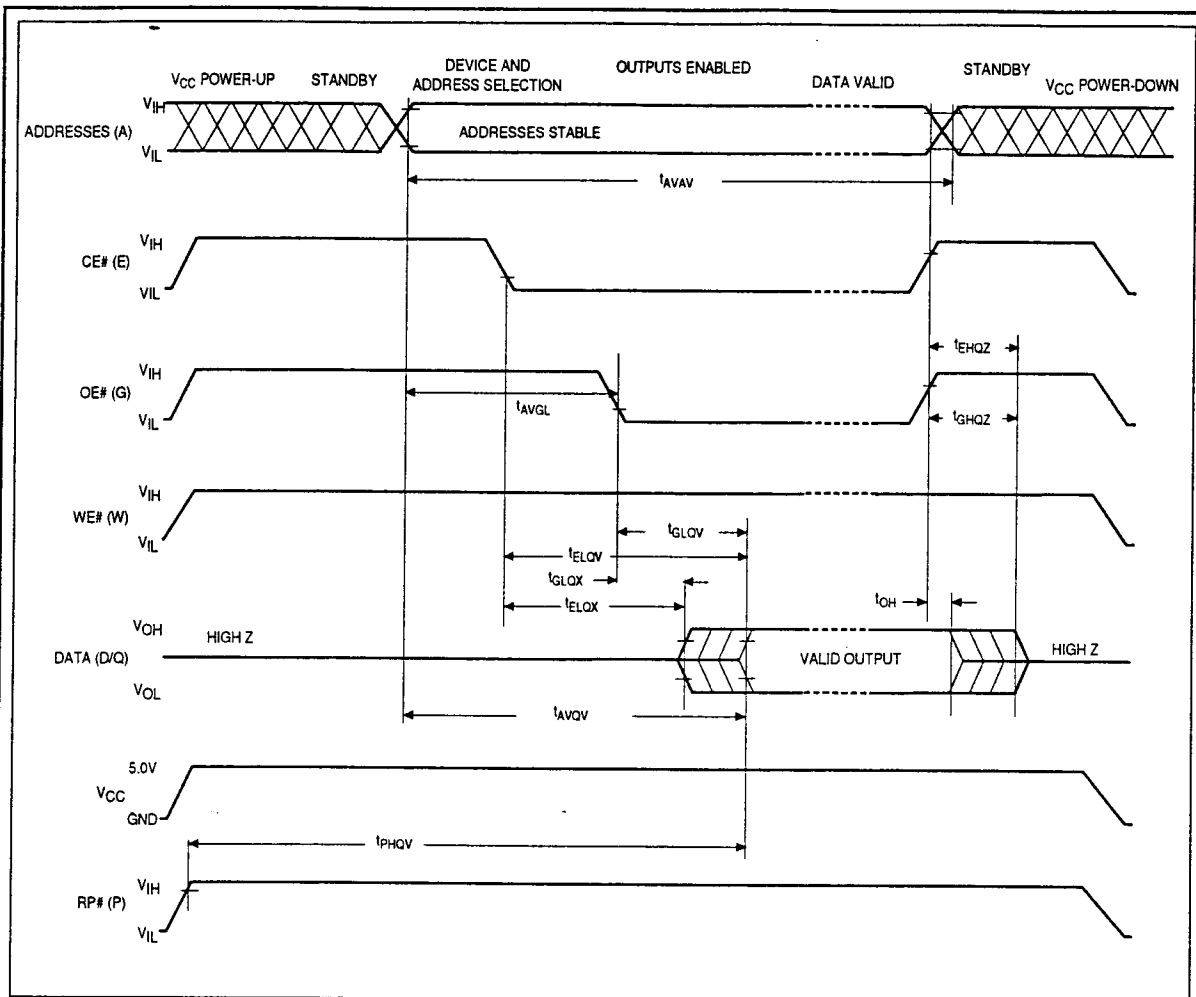 VCC POWER-UP
STANDBY
DEVICE AND
ADDRESS SELECTION
OUTPUTS ENABLED
DATA VALID
STANDBY
VCC POWER-DOWN
VIH
ADDRESSES (A)
ADDRESSES STABLE
VIL
tAVAV
VIH
CE# (E)
VIL
tEHQZ
VIH
OE# (G)
tAVGL
tGHQZ
VIL
VIH
WE# (W)
tGLQV
VIL
tELQV
tGLQX
tELQX
tOH
VOH
HIGH Z
DATA (D/Q)
VALID OUTPUT
HIGH Z
VOL
tAVQV
5.0V
VCC
GND
tPHQV
VIH
RP# (P)
VIL